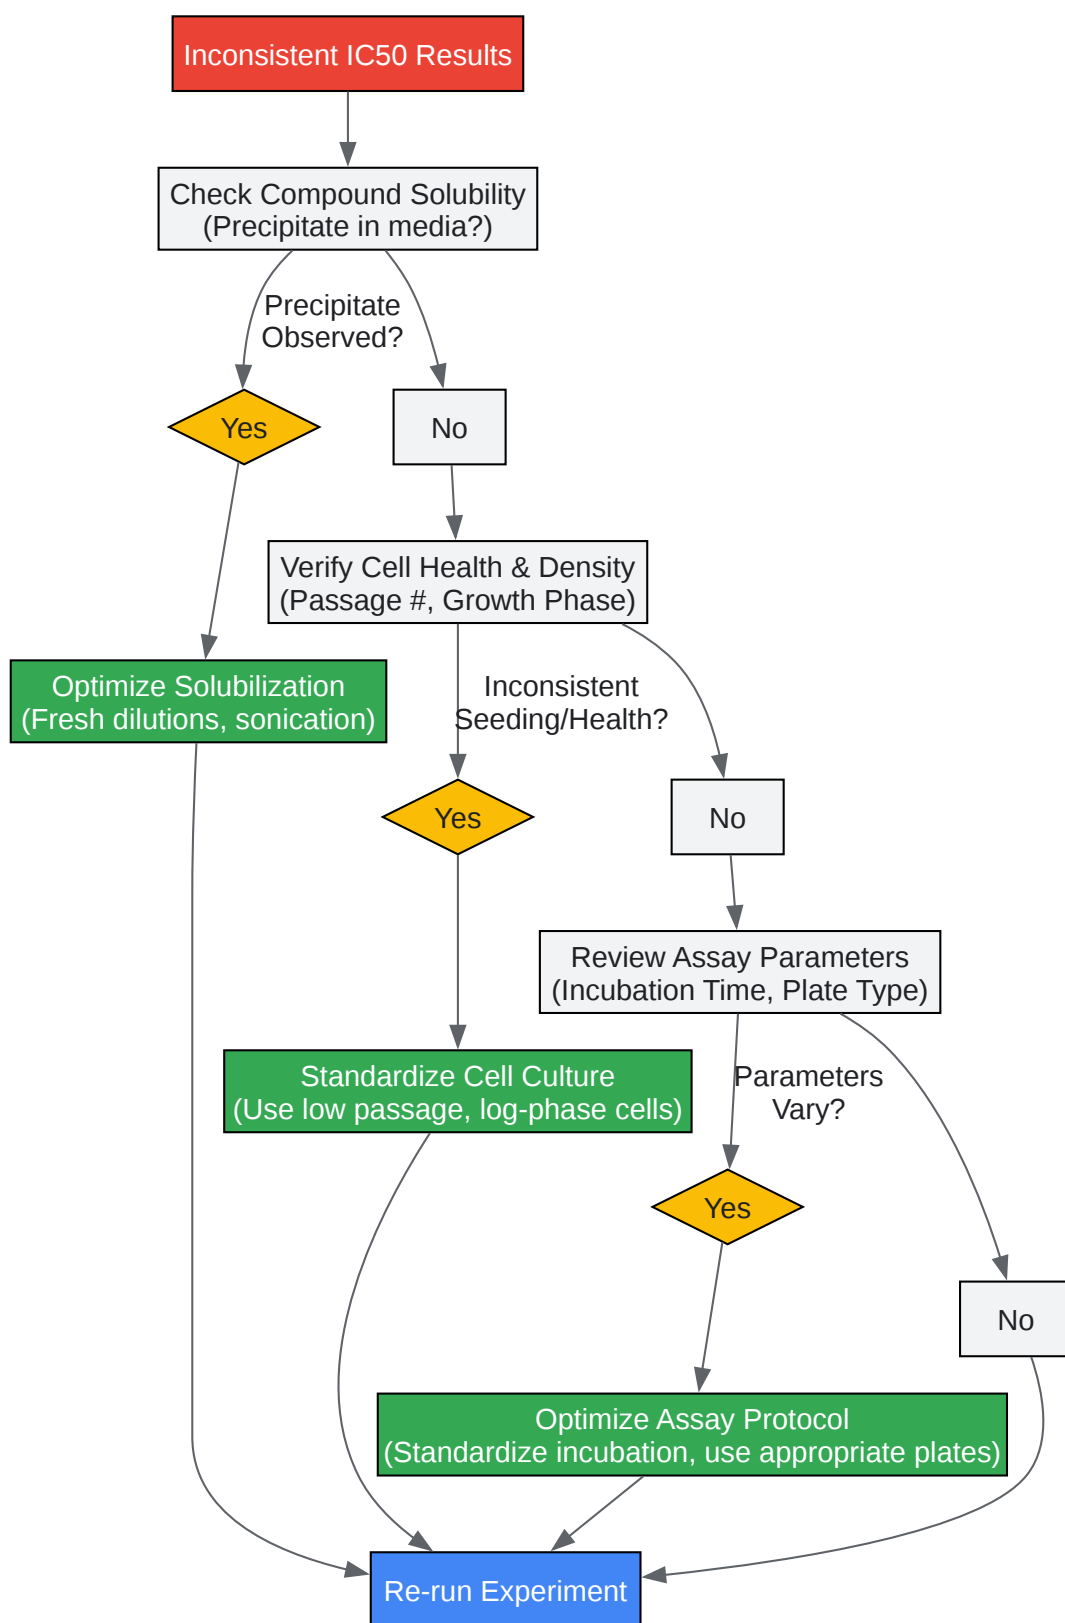 Inconsistent IC50 Results
Check Compound Solubility
(Precipitate in media?)
Precipitate
Observed?
Yes
No
Verify Cell Health & Density
(Passage #, Growth Phase)
Optimize Solubilization
(Fresh dilutions, sonication)
Inconsistent
Seeding/Health?
Yes
No
Review Assay Parameters
(Incubation Time, Plate Type)
Standardize Cell Culture
(Use low passage, log-phase cells)
Parameters
Vary?
Yes
No
Optimize Assay Protocol
(Standardize incubation, use appropriate plates)
Re-run Experiment